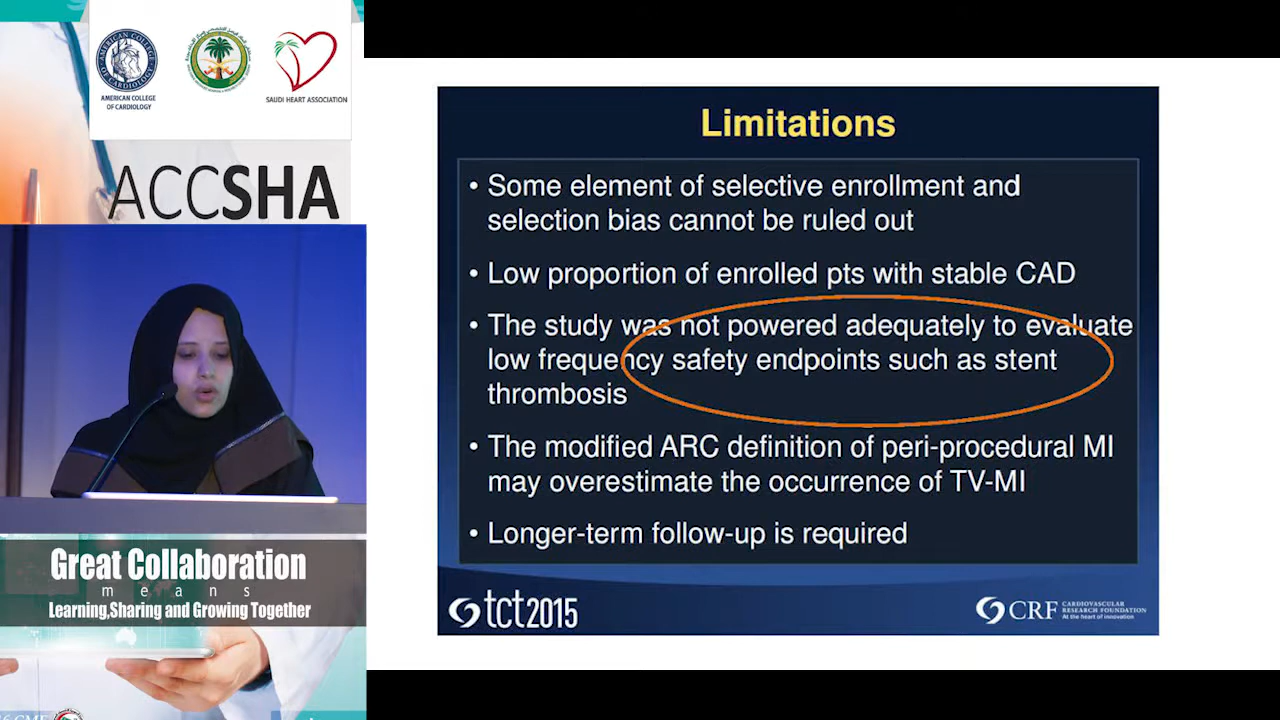 AMERICAN COLLEGE OF CARDIOLOGY
AMERICAN COLLEGE
OF CARDIOLOGY
SAUDI HEART ASSOCIATION
ACCSHA
Great Collaboration
means
Learning,Sharing and Growing Together
Limitations
• Some element of selective enrollment and
selection bias cannot be ruled out
• Low proportion of enrolled pts with stable CAD
• The study was not powered adequately to evaluate
low frequency safety endpoints such as stent
thrombosis
• The modified ARC definition of peri-procedural MI
may overestimate the occurrence of TV-MI
• Longer-term follow-up is required
tct2015
CRF
CARDIOVASCULAR
RESEARCH FOUNDATION
At the heart of innovation